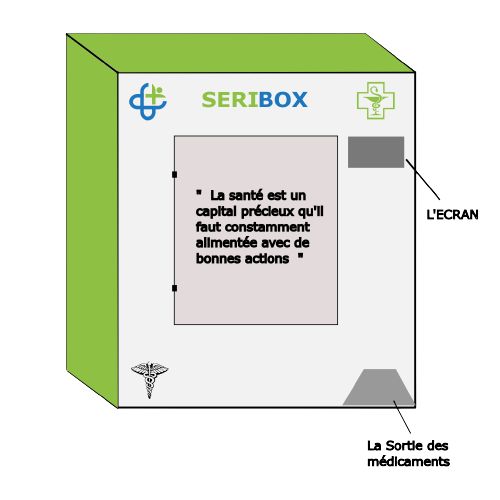 SERIBOX
" La santé est un
capital précieux qu'il
faut constamment
alimentée avec de
bonnes actions "
L'ECRAN
La Sortie des
médicaments